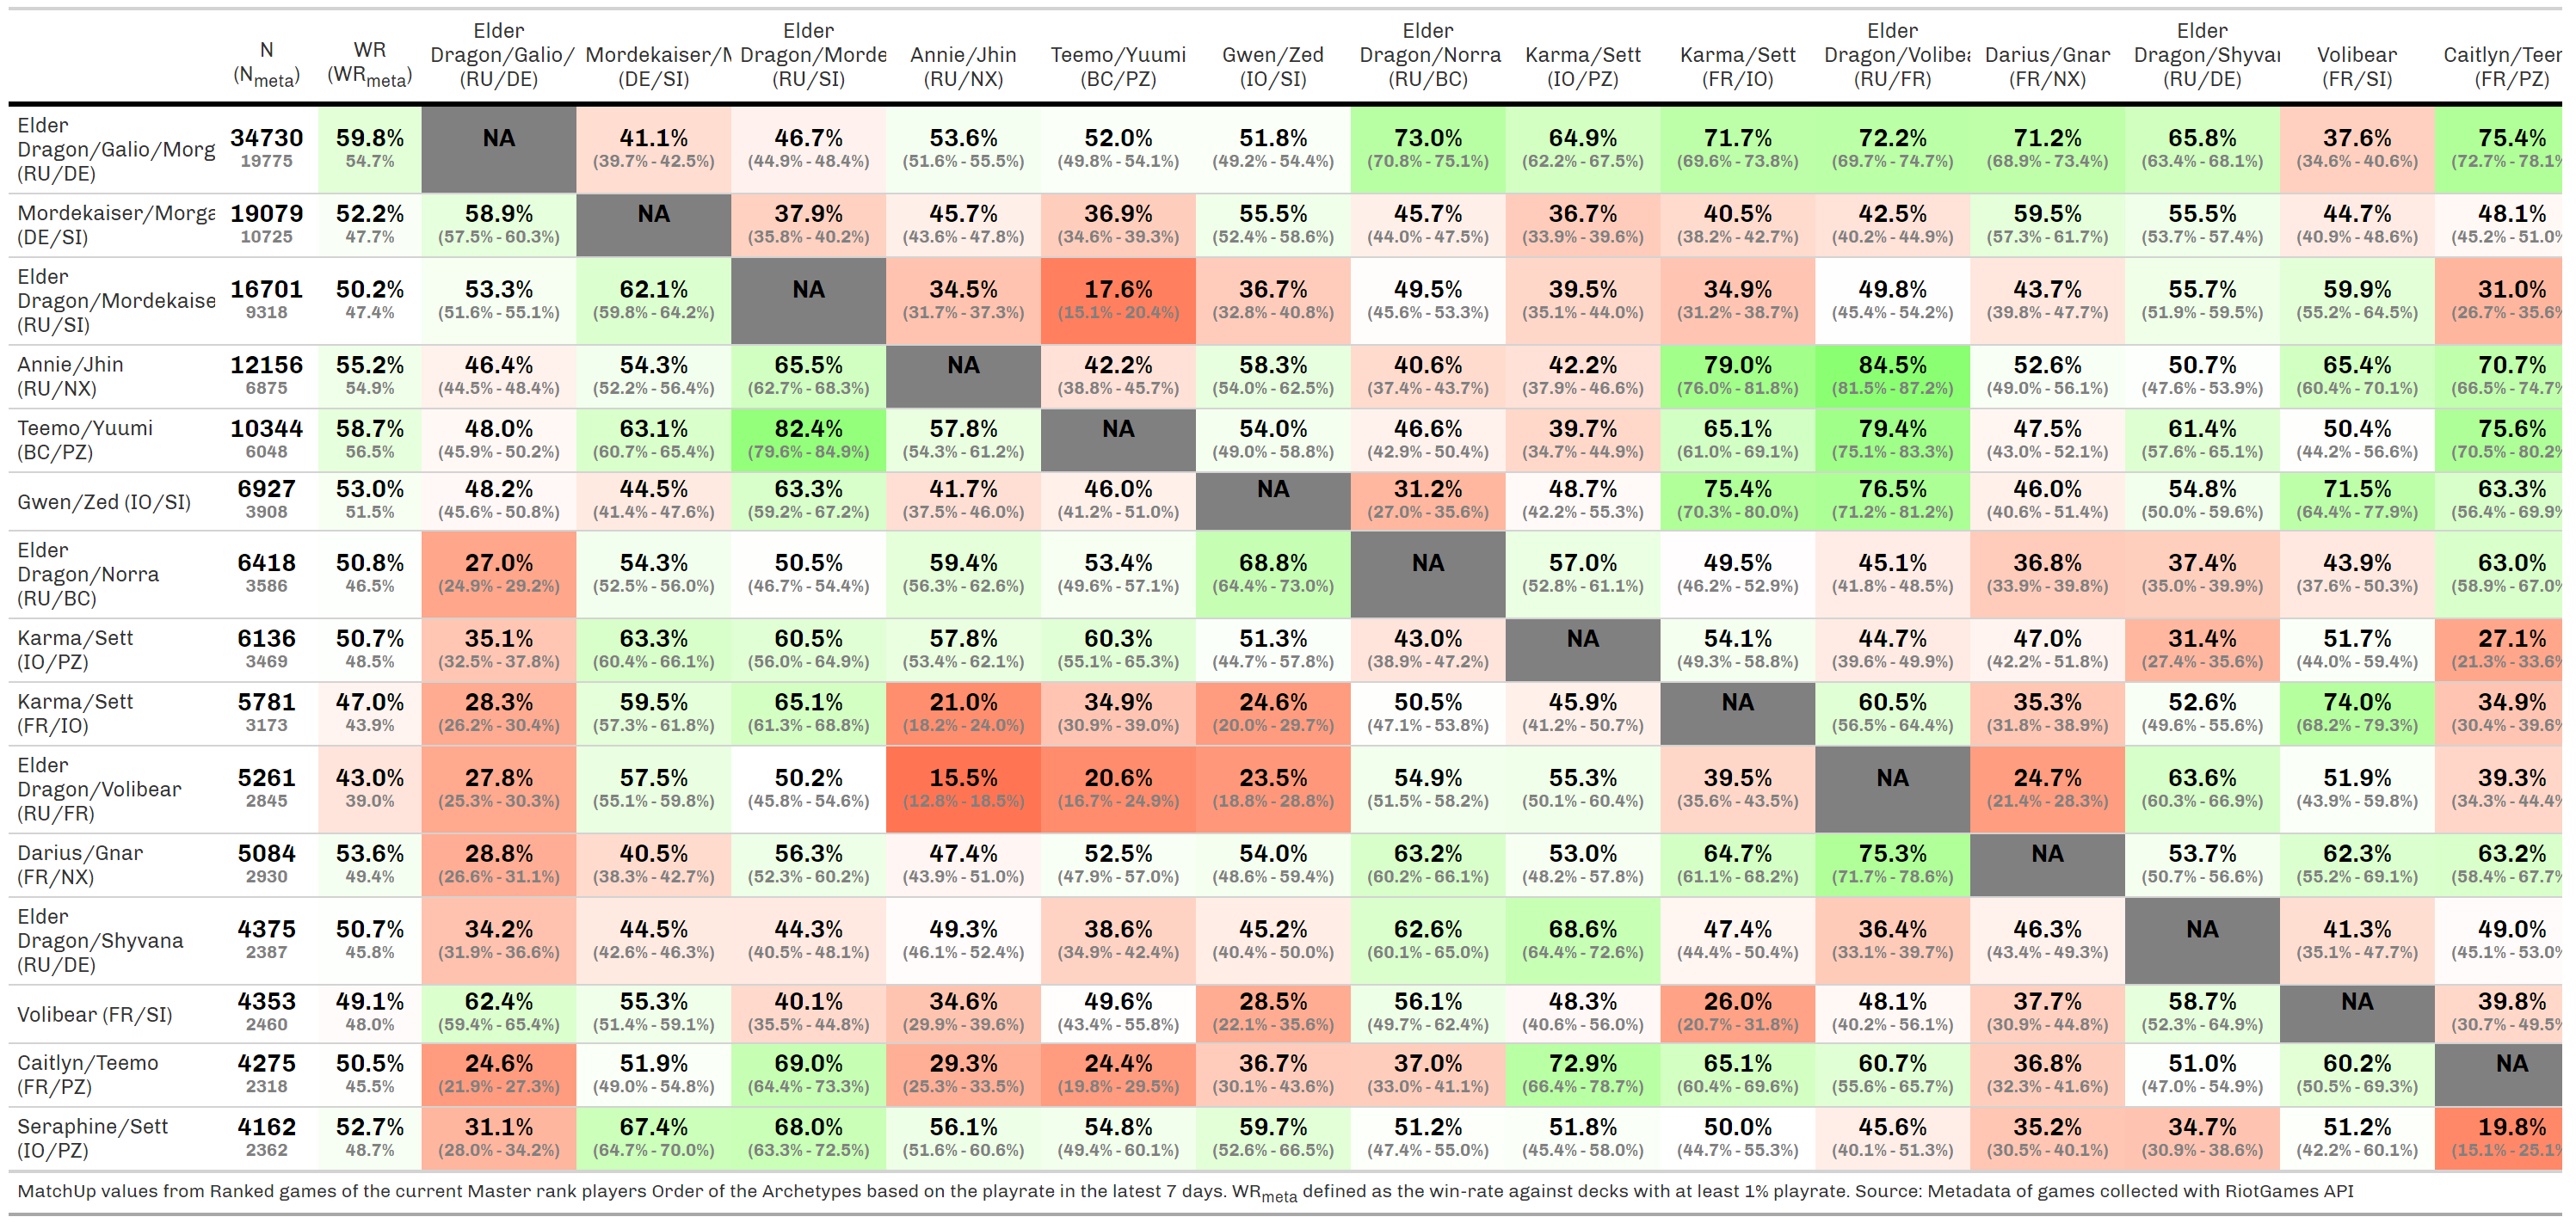 N (N meta) WR (WR meta) Elder Dragon/Galio/ (RU/DE) Mordekaiser/M (DE/SI) Elder Dragon/Morde (RU/SI) Annie/Jhin (RU/NX) Teemo/Yuumi (BC/PZ) Gwen/Zed (IO/SI) Elder Dragon/Norra (RU/BC) Karma/Sett (IO/PZ) Karma/Sett (FR/IO) Elder Dragon/Volibea (RU/FR) Darius/Gnar (FR/NX) Elder Dragon/Shyvar (RU/DE) Volibear (FR/SI) Caitlyn/Teer (FR/PZ)
Elder Dragon/Galio/Morg (RU/DE) 34730 59.8% NA 41.1% 46.7% 53.6% 52.0% 51.8% 73.0% 64.9% 71.7% 72.2% 71.2% 65.8% 37.6% 75.4%
19775 54.7% (39.7% - 42.5%) (44.9% - 48.4%) (51.6% - 55.5%) (49.8% - 54.1%) (49.2% - 54.4%) (70.8% - 75.1%) (62.2% - 67.5%) (69.6% - 73.8%) (69.7% - 74.7%) (68.9% - 73.4%) (63.4% - 68.1%) (34.6% - 40.6%) (72.7% - 78.1%
Mordekaiser/Morga (DE/SI) 19079 52.2% 58.9% NA 37.9% 45.7% 36.9% 55.5% 45.7% 36.7% 40.5% 42.5% 59.5% 55.5% 44.7% 48.1%
10725 47.7% (57.5% - 60.3%) (35.8% - 40.2%) (43.6% - 47.8%) (34.6% - 39.3%) (52.4% - 58.6%) (44.0% - 47.5%) (33.9% - 39.6%) (38.2% - 42.7%) (40.2% - 44.9%) (57.3% - 61.7%) (53.7% - 57.4%) (40.9% - 48.6%) (45.2% - 51.0%
Elder Dragon/Mordekaise (RU/SI) 16701 50.2% 53.3% 62.1% NA 34.5% 17.6% 36.7% 49.5% 39.5% 34.9% 49.8% 43.7% 55.7% 59.9% 31.0%
9318 47.4% (51.6% - 55.1%) (59.8% - 64.2%) (31.7% - 37.3%) (15.1% - 20.4%) (32.8% - 40.8%) (45.6% - 53.3%) (35.1% - 44.0%) (31.2% - 38.7%) (45.4% - 54.2%) (39.8% - 47.7%) (51.9% - 59.5%) (55.2% - 64.5%) (26.7% - 35.6%
Annie/Jhin (RU/NX) 12156 55.2% 46.4% 54.3% 65.5% NA 42.2% 58.3% 40.6% 42.2% 79.0% 84.5% 52.6% 50.7% 65.4% 70.7%
6875 54.9% (44.5% - 48.4%) (52.2% - 56.4%) (62.7% - 68.3%) (38.8% - 45.7%) (54.0% - 62.5%) (37.4% - 43.7%) (37.9% - 46.6%) (76.0% - 81.8%) (81.5% - 87.2%) (49.0% - 56.1%) (47.6% - 53.9%) (60.4% - 70.1%) (66.5% - 74.7%
Teemo/Yuumi (BC/PZ) 10344 58.7% 48.0% 63.1% 82.4% 57.8% NA 54.0% 46.6% 39.7% 65.1% 79.4% 47.5% 61.4% 50.4% 75.6%
6048 56.5% (45.9% - 50.2%) (60.7% - 65.4%) (79.6% - 84.9%) (54.3% - 61.2%) (49.0% - 58.8%) (42.9% - 50.4%) (34.7% - 44.9%) (61.0% - 69.1%) (75.1% - 83.3%) (43.0% - 52.1%) (57.6% - 65.1%) (44.2% - 56.6%) (70.5% - 80.2%
Gwen/Zed (IO/SI) 6927 53.0% 48.2% 44.5% 63.3% 41.7% 46.0% NA 31.2% 48.7% 75.4% 76.5% 46.0% 54.8% 71.5% 63.3%
3908 51.5% (45.6% - 50.8%) (41.4% - 47.6%) (59.2% - 67.2%) (37.5% - 46.0%) (41.2% - 51.0%) (27.0% - 35.6%) (42.2% - 55.3%) (70.3% - 80.0%) (71.2% - 81.2%) (40.6% - 51.4%) (50.0% - 59.6%) (64.4% - 77.9%) (56.4% - 69.9%
Elder Dragon/Norra (RU/BC) 6418 50.8% 27.0% 54.3% 50.5% 59.4% 53.4% 68.8% NA 57.0% 49.5% 45.1% 36.8% 37.4% 43.9% 63.0%
3586 46.5% (24.9% - 29.2%) (52.5% - 56.0%) (46.7% - 54.4%) (56.3% - 62.6%) (49.6% - 57.1%) (64.4% - 73.0%) (52.8% - 61.1%) (46.2% - 52.9%) (41.8% - 48.5%) (33.9% - 39.8%) (35.0% - 39.9%) (37.6% - 50.3%) (58.9% - 67.0%
Karma/Sett (IO/PZ) 6136 50.7% 35.1% 63.3% 60.5% 57.8% 60.3% 51.3% 43.0% NA 54.1% 44.7% 47.0% 31.4% 51.7% 27.1%
3469 48.5% (32.5% - 37.8%) (60.4% - 66.1%) (56.0% - 64.9%) (53.4% - 62.1%) (55.1% - 65.3%) (44.7% - 57.8%) (38.9% - 47.2%) (49.3% - 58.8%) (39.6% - 49.9%) (42.2% - 51.8%) (27.4% - 35.6%) (44.0% - 59.4%) (21.3% - 33.6%
Karma/Sett (FR/IO) 5781 47.0% 28.3% 59.5% 65.1% 21.0% 34.9% 24.6% 50.5% 45.9% NA 60.5% 35.3% 52.6% 74.0% 34.9%
3173 43.9% (26.2% - 30.4%) (57.3% - 61.8%) (61.3% - 68.8%) (18.2% - 24.0%) (30.9% - 39.0%) (20.0% - 29.7%) (47.1% - 53.8%) (41.2% - 50.7%) (56.5% - 64.4%) (31.8% - 38.9%) (49.6% - 55.6%) (68.2% - 79.3%) (30.4% - 39.6%
Elder Dragon/Volibear (RU/FR) 5261 43.0% 27.8% 57.5% 50.2% 15.5% 20.6% 23.5% 54.9% 55.3% 39.5% NA 24.7% 63.6% 51.9% 39.3%
2845 39.0% (25.3% - 30.3%) (55.1% - 59.8%) (45.8% - 54.6%) (12.8% - 18.5%) (16.7% - 24.9%) (18.8% - 28.8%) (51.5% - 58.2%) (50.1% - 60.4%) (35.6% - 43.5%) (21.4% - 28.3%) (60.3% - 66.9%) (43.9% - 59.8%) (34.3% - 44.4%
Darius/Gnar (FR/NX) 5084 53.6% 28.8% 40.5% 56.3% 47.4% 52.5% 54.0% 63.2% 53.0% 64.7% 75.3% NA 53.7% 62.3% 63.2%
2930 49.4% (26.6% - 31.1%) (38.3% - 42.7%) (52.3% - 60.2%) (43.9% - 51.0%) (47.9% - 57.0%) (48.6% - 59.4%) (60.2% - 66.1%) (48.2% - 57.8%) (61.1% - 68.2%) (71.7% - 78.6%) (50.7% - 56.6%) (55.2% - 69.1%) (58.4% - 67.7%
Elder Dragon/Shyvana (RU/DE) 4375 50.7% 34.2% 44.5% 44.3% 49.3% 38.6% 45.2% 62.6% 68.6% 47.4% 36.4% 46.3% NA 41.3% 49.0%
2387 45.8% (31.9% - 36.6%) (42.6% - 46.3%) (40.5% - 48.1%) (46.1% - 52.4%) (34.9% - 42.4%) (40.4% - 50.0%) (60.1% - 65.0%) (64.4% - 72.6%) (44.4% - 50.4%) (33.1% - 39.7%) (43.4% - 49.3%) (35.1% - 47.7%) (45.1% - 53.0%
Volibear (FR/SI) 4353 49.1% 62.4% 55.3% 40.1% 34.6% 49.6% 28.5% 56.1% 48.3% 26.0% 48.1% 37.7% 58.7% NA 39.8%
2460 48.0% (59.4% - 65.4%) (51.4% - 59.1%) (35.5% - 44.8%) (29.9% - 39.6%) (43.4% - 55.8%) (22.1% - 35.6%) (49.7% - 62.4%) (40.6% - 56.0%) (20.7% - 31.8%) (40.2% - 56.1%) (30.9% - 44.8%) (52.3% - 64.9%) (30.7% - 49.5%
Caitlyn/Teemo (FR/PZ) 4275 50.5% 24.6% 51.9% 69.0% 29.3% 24.4% 36.7% 37.0% 72.9% 65.1% 60.7% 36.8% 51.0% 60.2% NA
2318 45.5% (21.9% - 27.3%) (49.0% - 54.8%) (64.4% - 73.3%) (25.3% - 33.5%) (19.8% - 29.5%) (30.1% - 43.6%) (33.0% - 41.1%) (66.4% - 78.7%) (60.4% - 69.6%) (55.6% - 65.7%) (32.3% - 41.6%) (47.0% - 54.9%) (50.5% - 69.3%)
Seraphine/Sett (IO/PZ) 4162 52.7% 31.1% 67.4% 68.0% 56.1% 54.8% 59.7% 51.2% 51.8% 50.0% 45.6% 35.2% 34.7% 51.2% 19.8%
2362 48.7% (28.0% - 34.2%) (64.7% - 70.0%) (63.3% - 72.5%) (51.6% - 60.6%) (49.4% - 60.1%) (52.6% - 66.5%) (47.4% - 55.0%) (45.4% - 58.0%) (44.7% - 55.3%) (40.1% - 51.3%) (30.5% - 40.1%) (30.9% - 38.6%) (42.2% - 60.1%) (15.1% - 25.1%
MatchUp values from Ranked games of the current Master rank players Order of the Archetypes based on the playrate in the latest 7 days. WR meta defined as the win-rate against decks with at least 1% playrate. Source: Metadata of games collected with RiotGames API